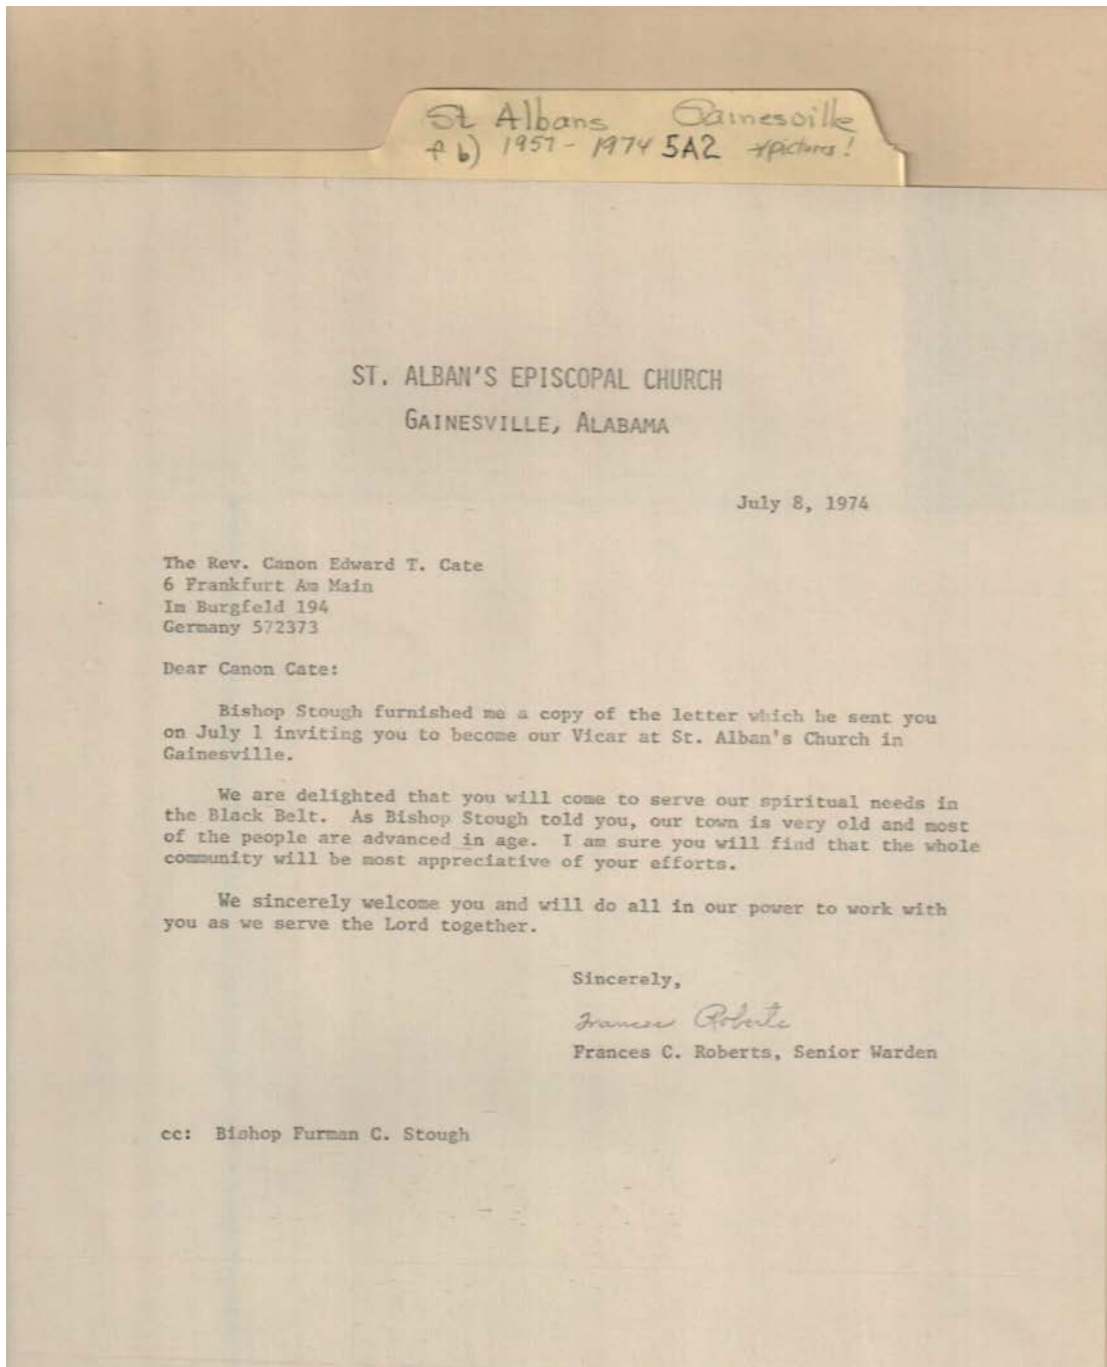 St Albans Gainesville
f b) 1957 - 1974 5A2 +pictures!
ST. ALBAN'S EPISCOPAL CHURCH
GAINESVILLE, ALABAMA
July 8, 1974
The Rev. Canon Edward T. Cate
6 Frankfurt Am Main
Im Burgfeld 194
Germany 572373
Dear Canon Cate:
Bishop Stough furnished me a copy of the letter which he sent you
on July 1 inviting you to become our Vicar at St. Alban's Church in
Gainesville.
We are delighted that you will come to serve our spiritual needs in
the Black Belt. As Bishop Stough told you, our town is very old and most
of the people are advanced in age. I am sure you will find that the whole
community will be most appreciative of your efforts.
We sincerely welcome you and will do all in our power to work with
you as we serve the Lord together.
Sincerely,
Frances Roberts
Frances C. Roberts, Senior Warden
cc: Bishop Furman C. Stough